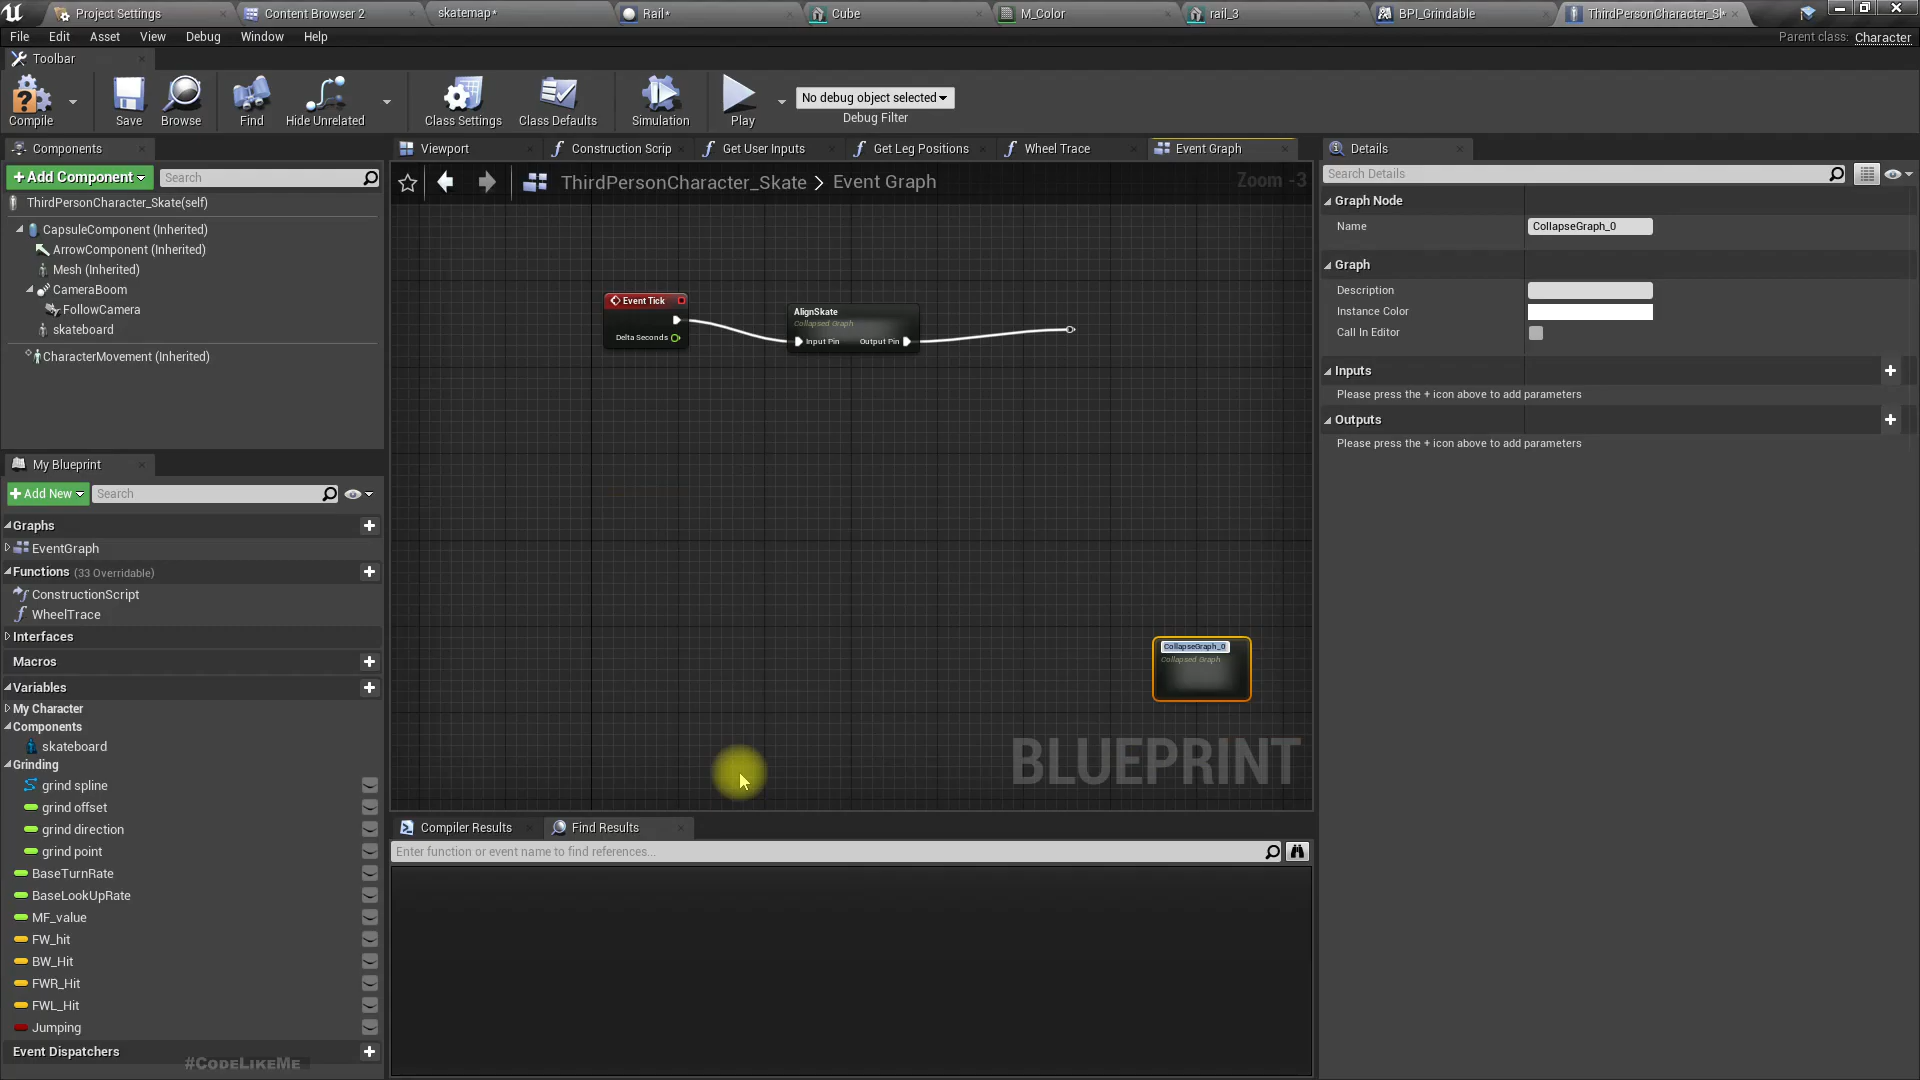 Project Settings
Content Browser 2
skatemap*
Rail*
Cube
M_Color
rail_3
BPI_Grindable
ThirdPersonCharacter_Sk*
File
Edit
Asset
View
Debug
Window
Help
Parent class: Character
Toolbar
Compile
Save
Browse
Find
Hide Unrelated
Class Settings
Class Defaults
Simulation
Play
No debug object selected
Debug Filter
Components
Add Component
Search
ThirdPersonCharacter_Skate(self)
CapsuleComponent (Inherited)
ArrowComponent (Inherited)
Mesh (Inherited)
CameraBoom
FollowCamera
skateboard
CharacterMovement (Inherited)
My Blueprint
Add New
Search
Graphs
EventGraph
Functions (33 Overridable)
ConstructionScript
WheelTrace
Interfaces
Macros
Variables
My Character
Components
skateboard
Grinding
grind spline
grind offset
grind direction
grind point
BaseTurnRate
BaseLookUpRate
MF_value
FW_hit
BW_Hit
FWR_Hit
FWL_Hit
Jumping
Event Dispatchers
#CodeLikeMe
Viewport
Construction Scrip
Get User Inputs
Get Leg Positions
Wheel Trace
Event Graph
ThirdPersonCharacter_Skate > Event Graph
Zoom -3
Event Tick
Delta Seconds
AlignSkate
Collapsed Graph
Input Pin
Output Pin
CollapseGraph_0
Collapsed Graph
BLUEPRINT
Compiler Results
Find Results
Enter function or event name to find references...
Details
Search Details
Graph Node
Name
CollapseGraph_0
Graph
Description
Instance Color
Call In Editor
Inputs
Please press the + icon above to add parameters
Outputs
Please press the + icon above to add parameters